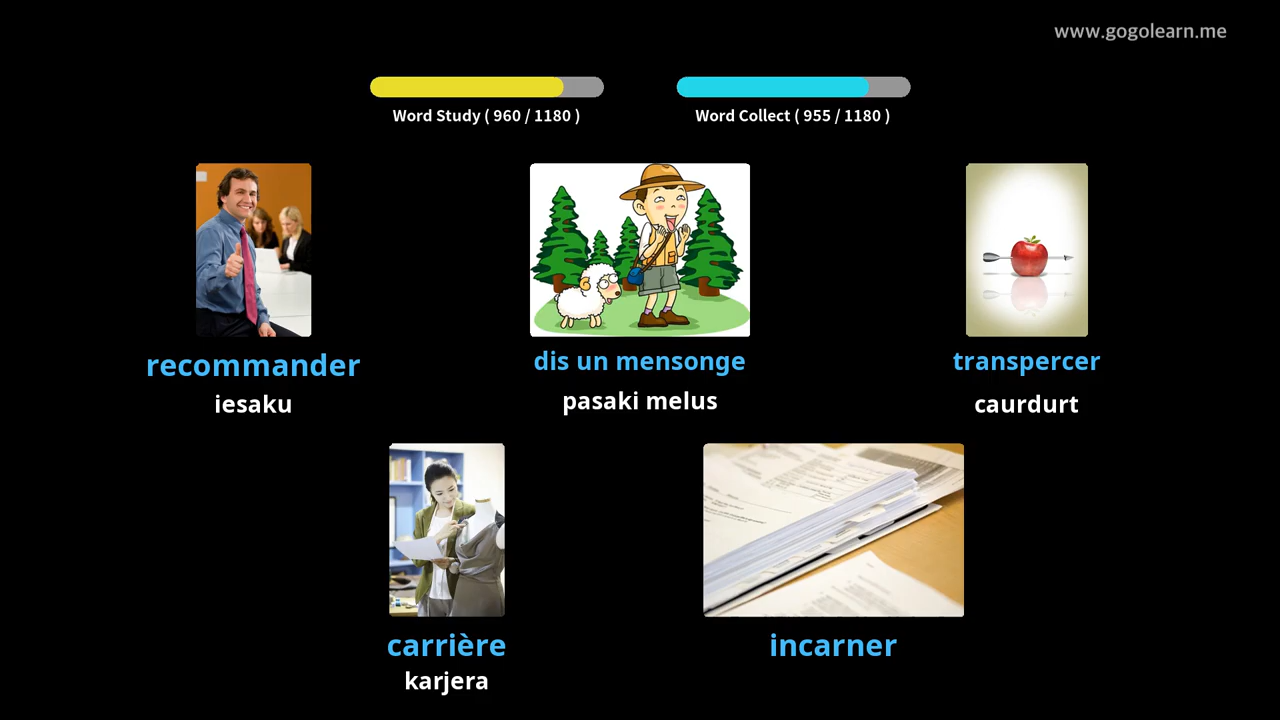 www.gogolearn.me
Word Study ( 960 / 1180 )
Word Collect ( 955 / 1180 )
recommander
iesaku
dis un mensonge
pasaki melus
transpercer
caurdurt
carrière
karjera
incarner